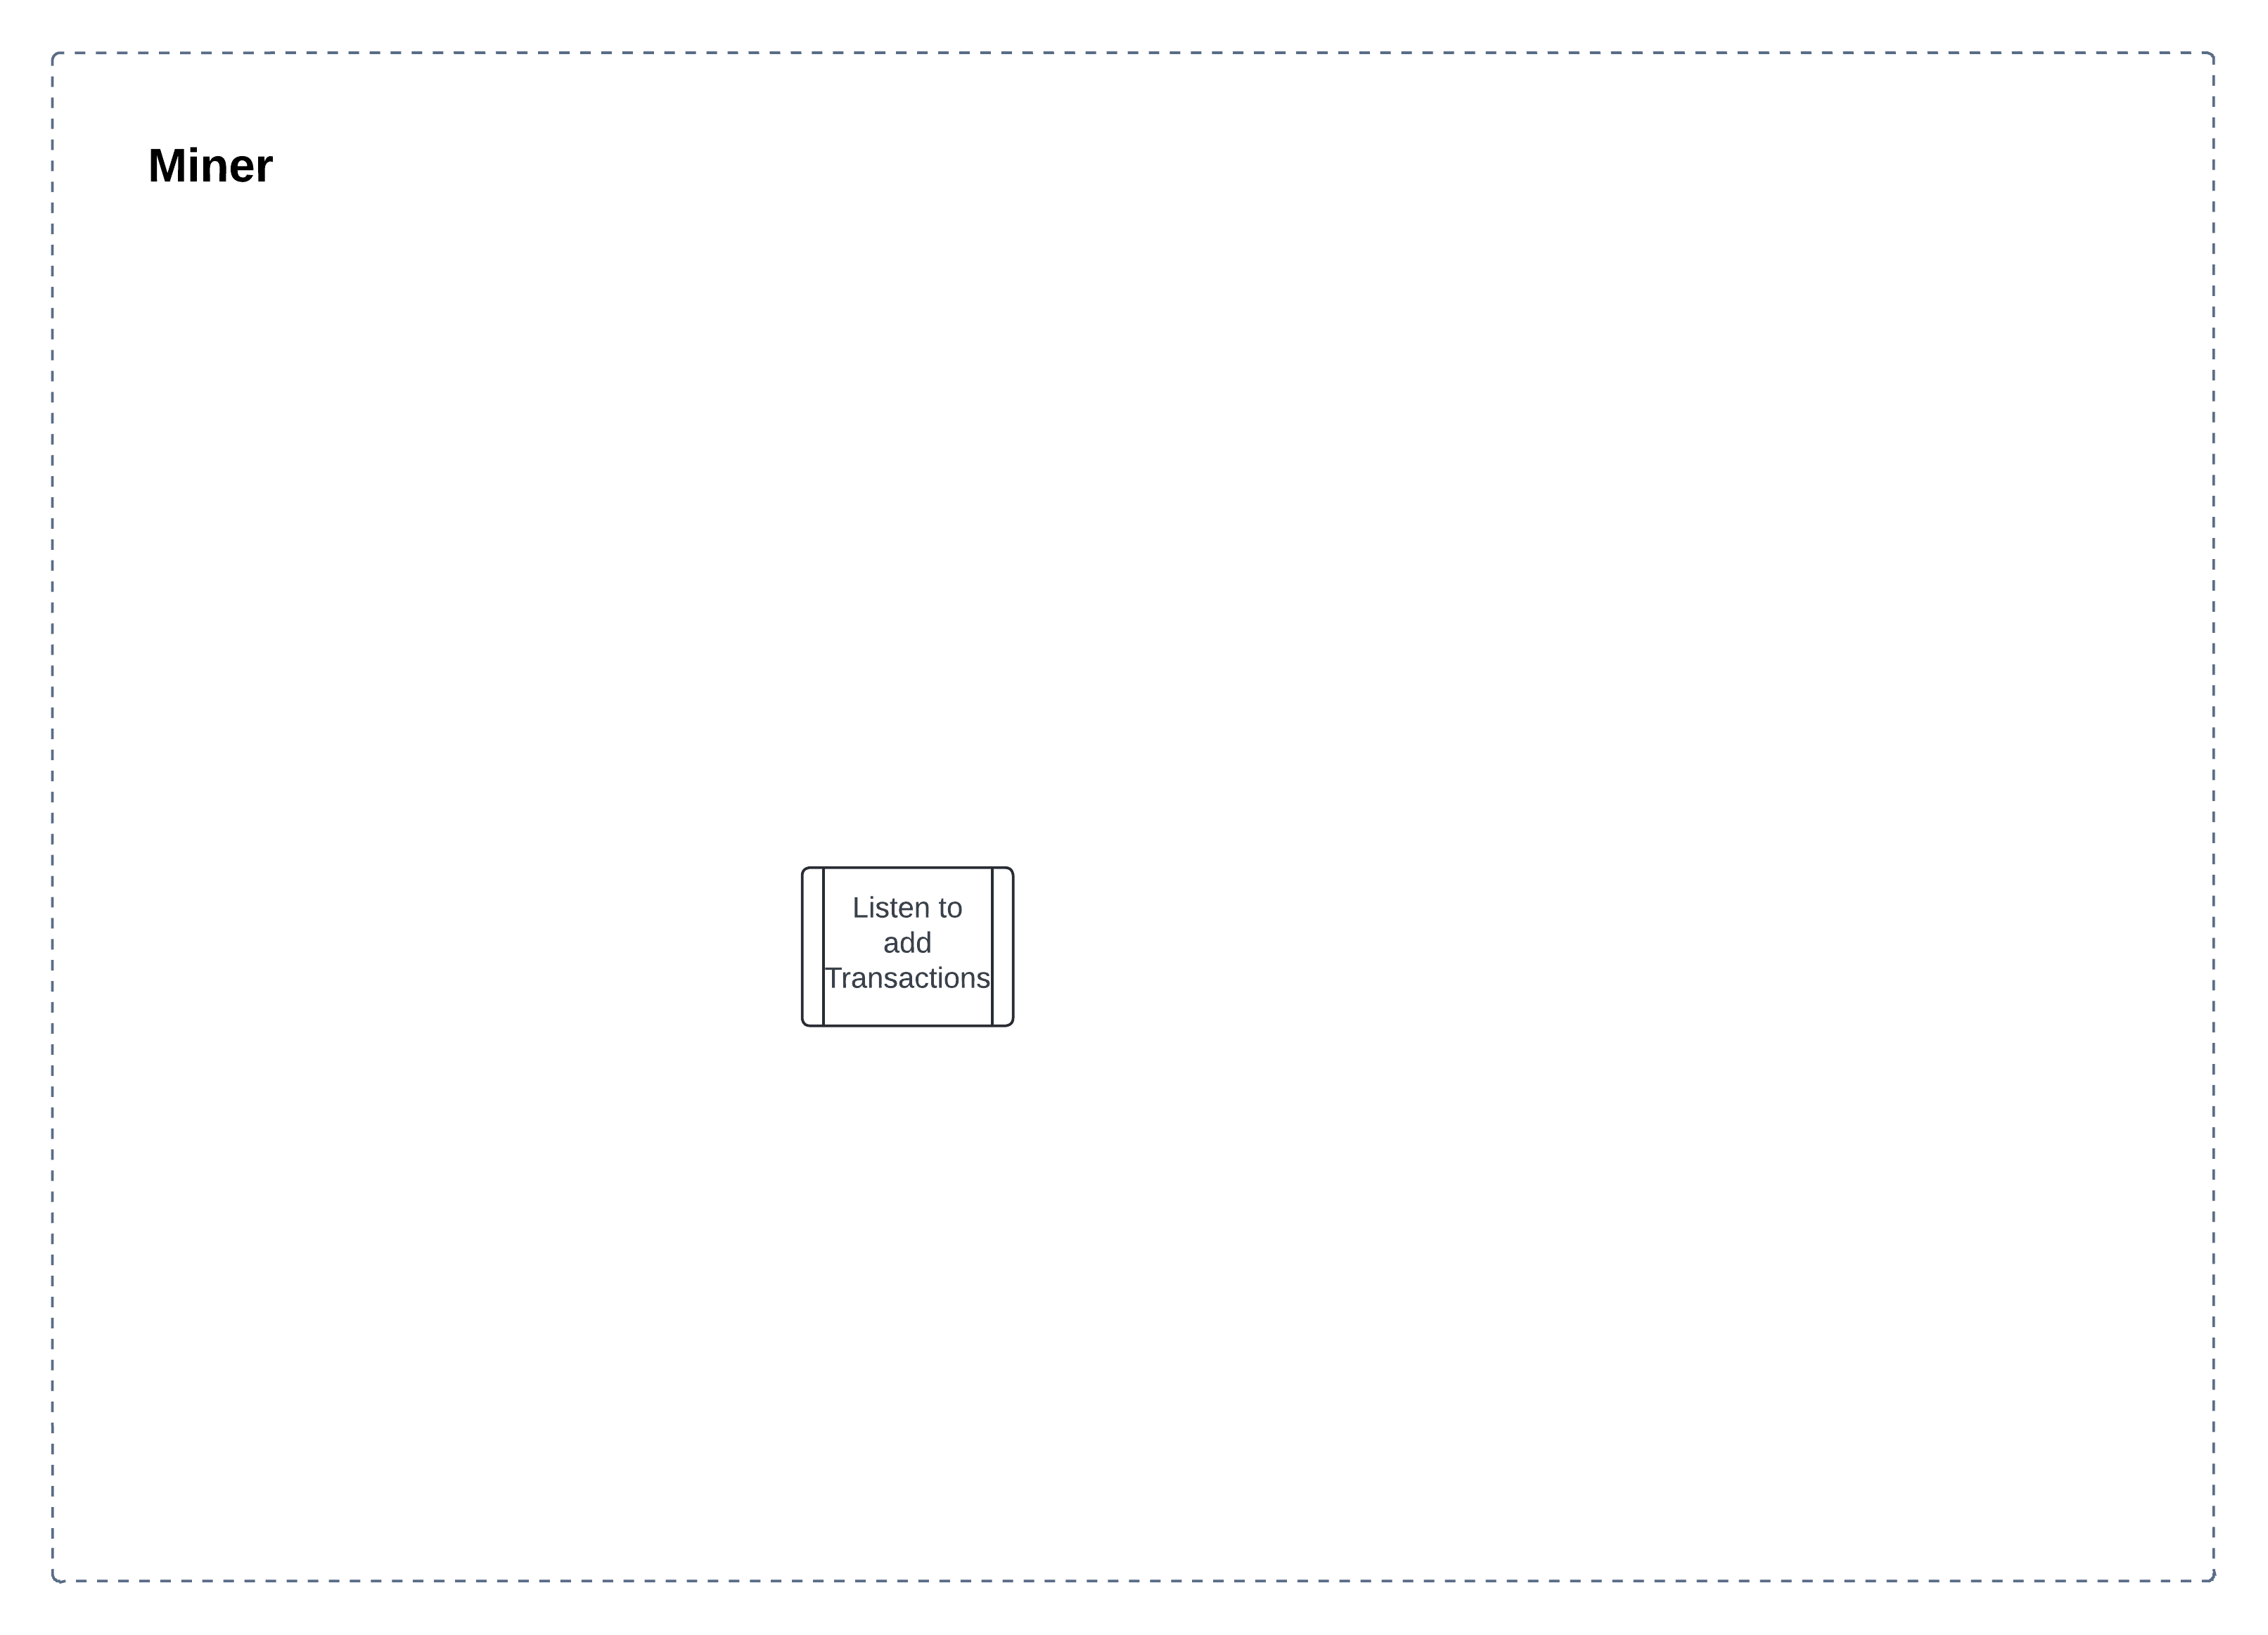 Miner
Listen to
add
Transactions